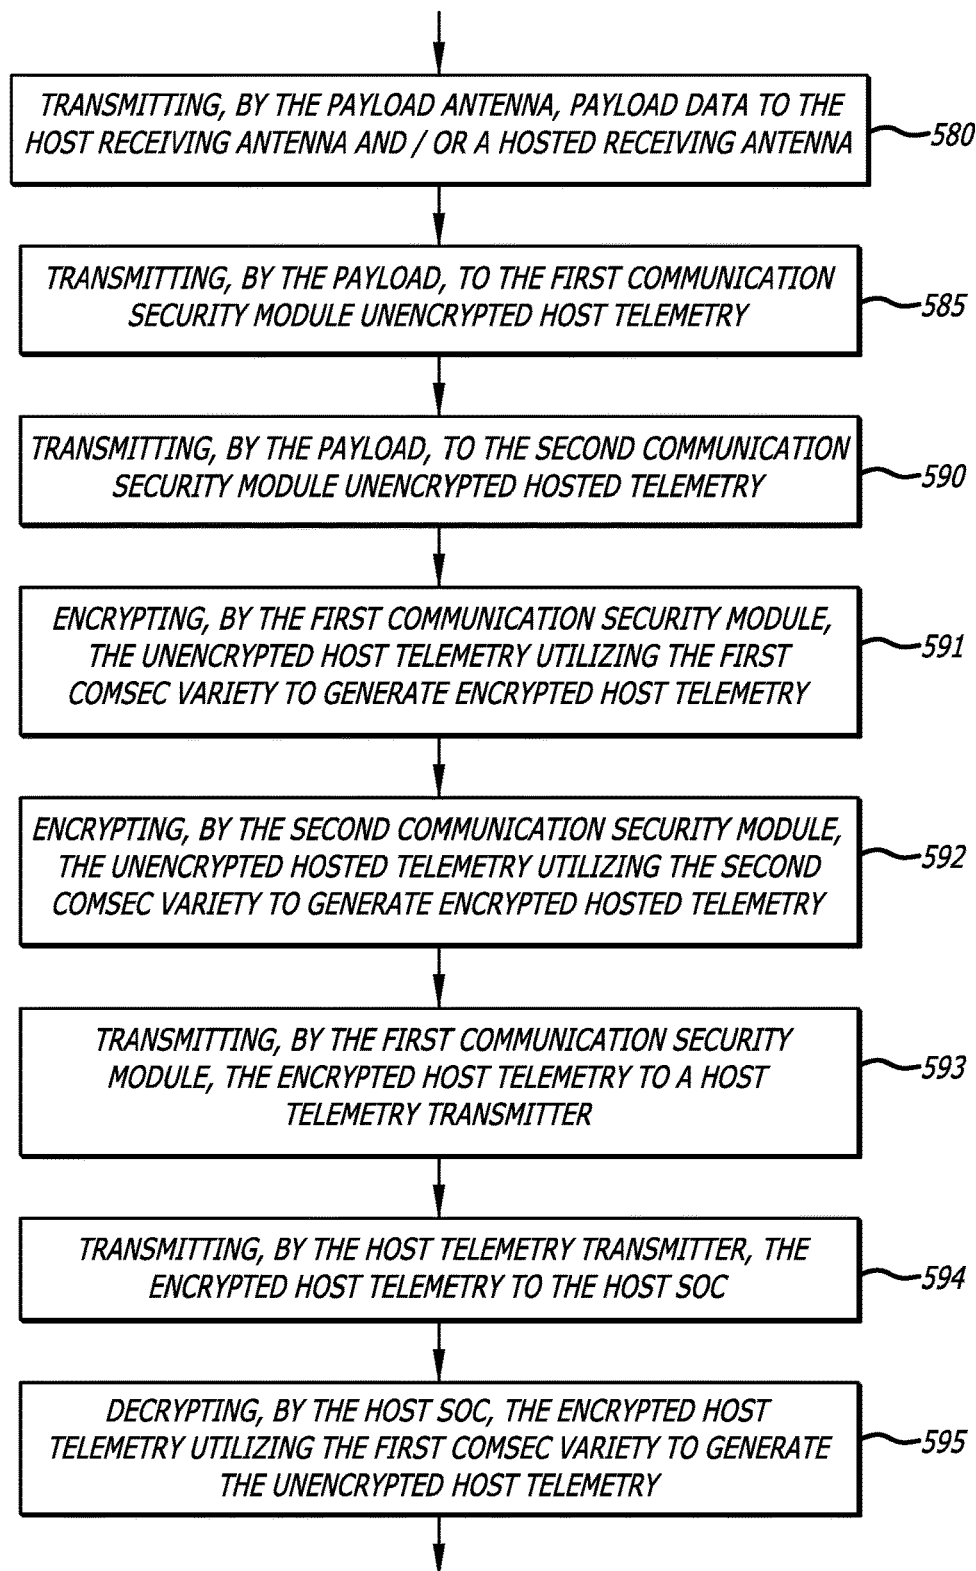 TRANSMITTING, BY THE PAYLOAD ANTENNA, PAYLOAD DATA TO THE
HOST RECEIVING ANTENNA AND / OR A HOSTED RECEIVING ANTENNA
580
TRANSMITTING, BY THE PAYLOAD, TO THE FIRST COMMUNICATION
SECURITY MODULE UNENCRYPTED HOST TELEMETRY
585
TRANSMITTING, BY THE PAYLOAD, TO THE SECOND COMMUNICATION
SECURITY MODULE UNENCRYPTED HOSTED TELEMETRY
590
ENCRYPTING, BY THE FIRST COMMUNICATION SECURITY MODULE,
THE UNENCRYPTED HOST TELEMETRY UTILIZING THE FIRST
COMSEC VARIETY TO GENERATE ENCRYPTED HOST TELEMETRY
591
ENCRYPTING, BY THE SECOND COMMUNICATION SECURITY MODULE,
THE UNENCRYPTED HOSTED TELEMETRY UTILIZING THE SECOND
COMSEC VARIETY TO GENERATE ENCRYPTED HOSTED TELEMETRY
592
TRANSMITTING, BY THE FIRST COMMUNICATION SECURITY
MODULE, THE ENCRYPTED HOST TELEMETRY TO A HOST
TELEMETRY TRANSMITTER
593
TRANSMITTING, BY THE HOST TELEMETRY TRANSMITTER, THE
ENCRYPTED HOST TELEMETRY TO THE HOST SOC
594
DECRYPTING, BY THE HOST SOC, THE ENCRYPTED HOST
TELEMETRY UTILIZING THE FIRST COMSEC VARIETY TO GENERATE
THE UNENCRYPTED HOST TELEMETRY
595